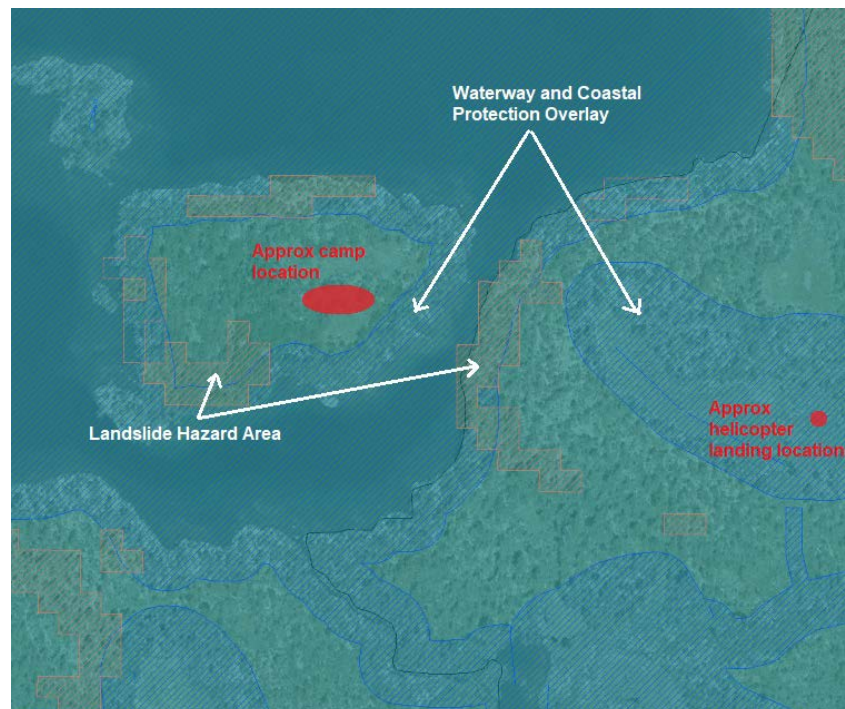 Waterway and Coastal
Protection Overlay
Approx camp
location
Approx
helicopter
landing location
Landslide Hazard Area